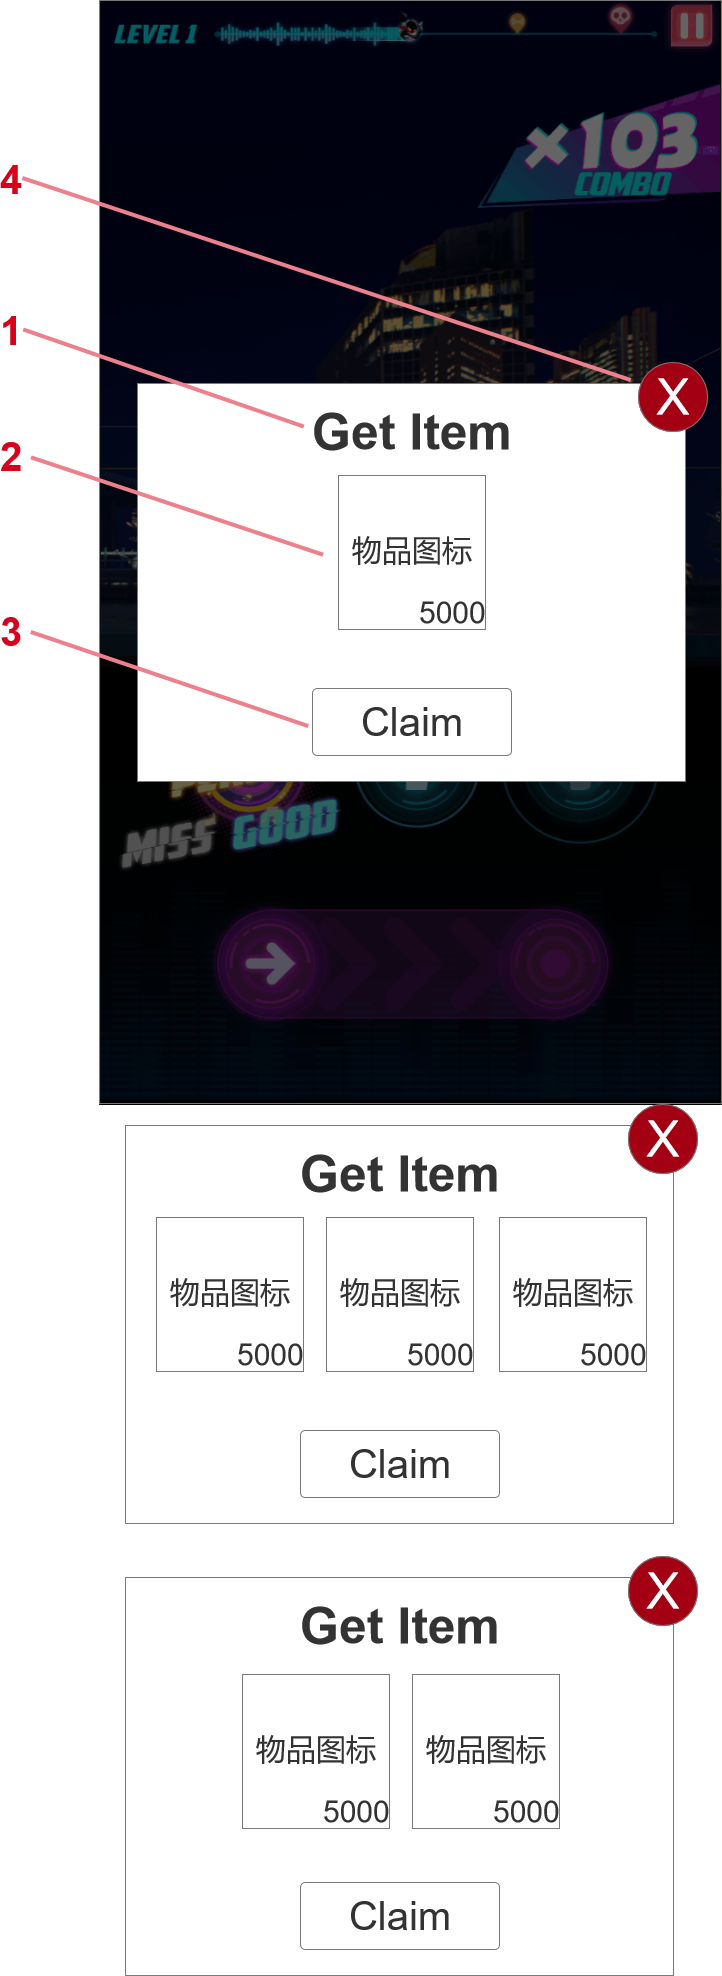 LEVEL 1
×103
COMBO
4
1
Get Item
X
2
物品图标
5000
3
Claim
MISS GOOD
X
Get Item
物品图标 物品图标 物品图标
5000 5000 5000
Claim
X
Get Item
物品图标 物品图标
5000 5000
Claim